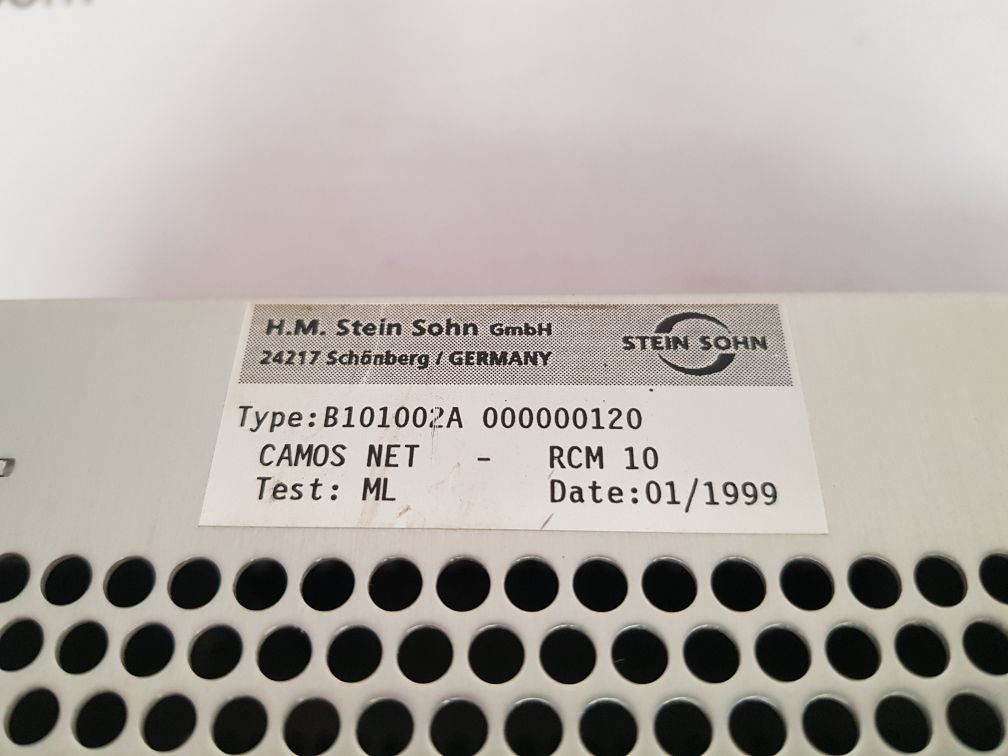 H.M. Stein Sohn GmbH
24217 Schönberg / GERMANY
STEIN SOHN
Type:B101002A 000000120
CAMOS NET - RCM 10
Test: ML Date:01/1999